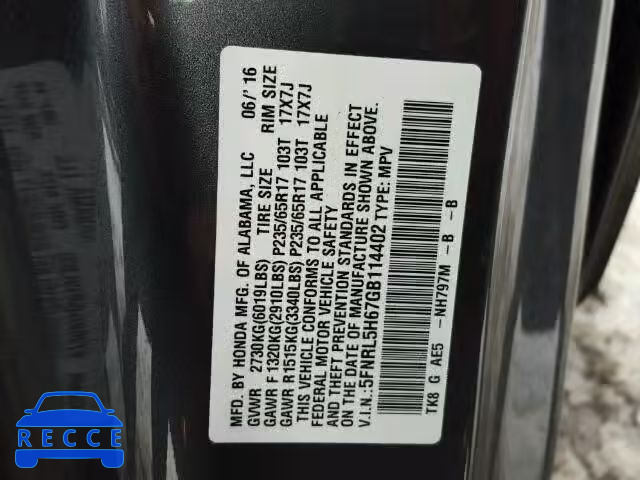 MFD. BY HONDA MFG. OF ALABAMA, LLC 06/'16
GVWR 2730KG(6019LBS) TIRE SIZE RIM SIZE
GAWR F 1320KG(2910LBS) P235/65R17 103T 17X7J
GAWR R1515KG(3340LBS) P235/65R17 103T 17X7J
THIS VEHICLE CONFORMS TO ALL APPLICABLE
FEDERAL MOTOR VEHICLE SAFETY
AND THEFT PREVENTION STANDARDS IN EFFECT
ON THE DATE OF MANUFACTURE SHOWN ABOVE.
V.I.N.:5FNRL5H67GB114402 TYPE: MPV
TK8 G AE5 -NH797M -B -B
RECCE